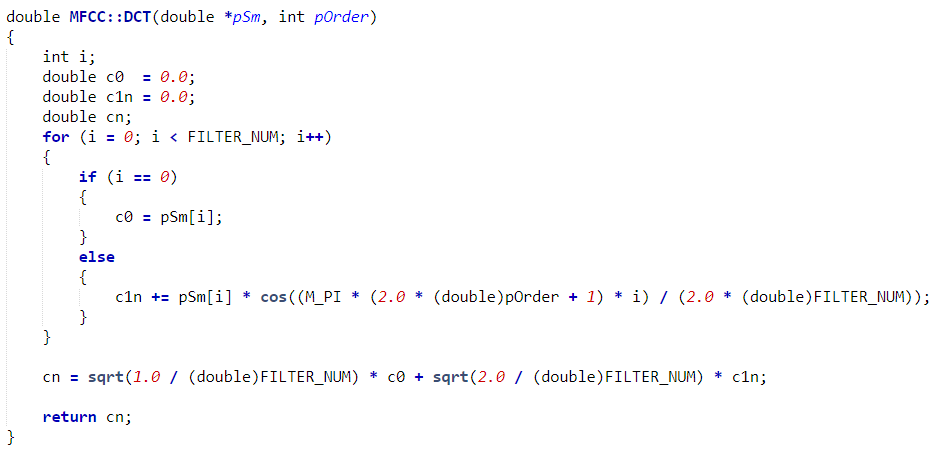 double MFCC::DCT(double *pSm, int pOrder)
{
    int i;
    double c0  = 0.0;
    double c1n = 0.0;
    double cn;
    for (i = 0; i < FILTER_NUM; i++)
    {
        if (i == 0)
        {
            c0 = pSm[i];
        }
        else
        {
            c1n += pSm[i] * cos((M_PI * (2.0 * (double)pOrder + 1) * i) / (2.0 * (double)FILTER_NUM));
        }
    }

    cn = sqrt(1.0 / (double)FILTER_NUM) * c0 + sqrt(2.0 / (double)FILTER_NUM) * c1n;

    return cn;
}